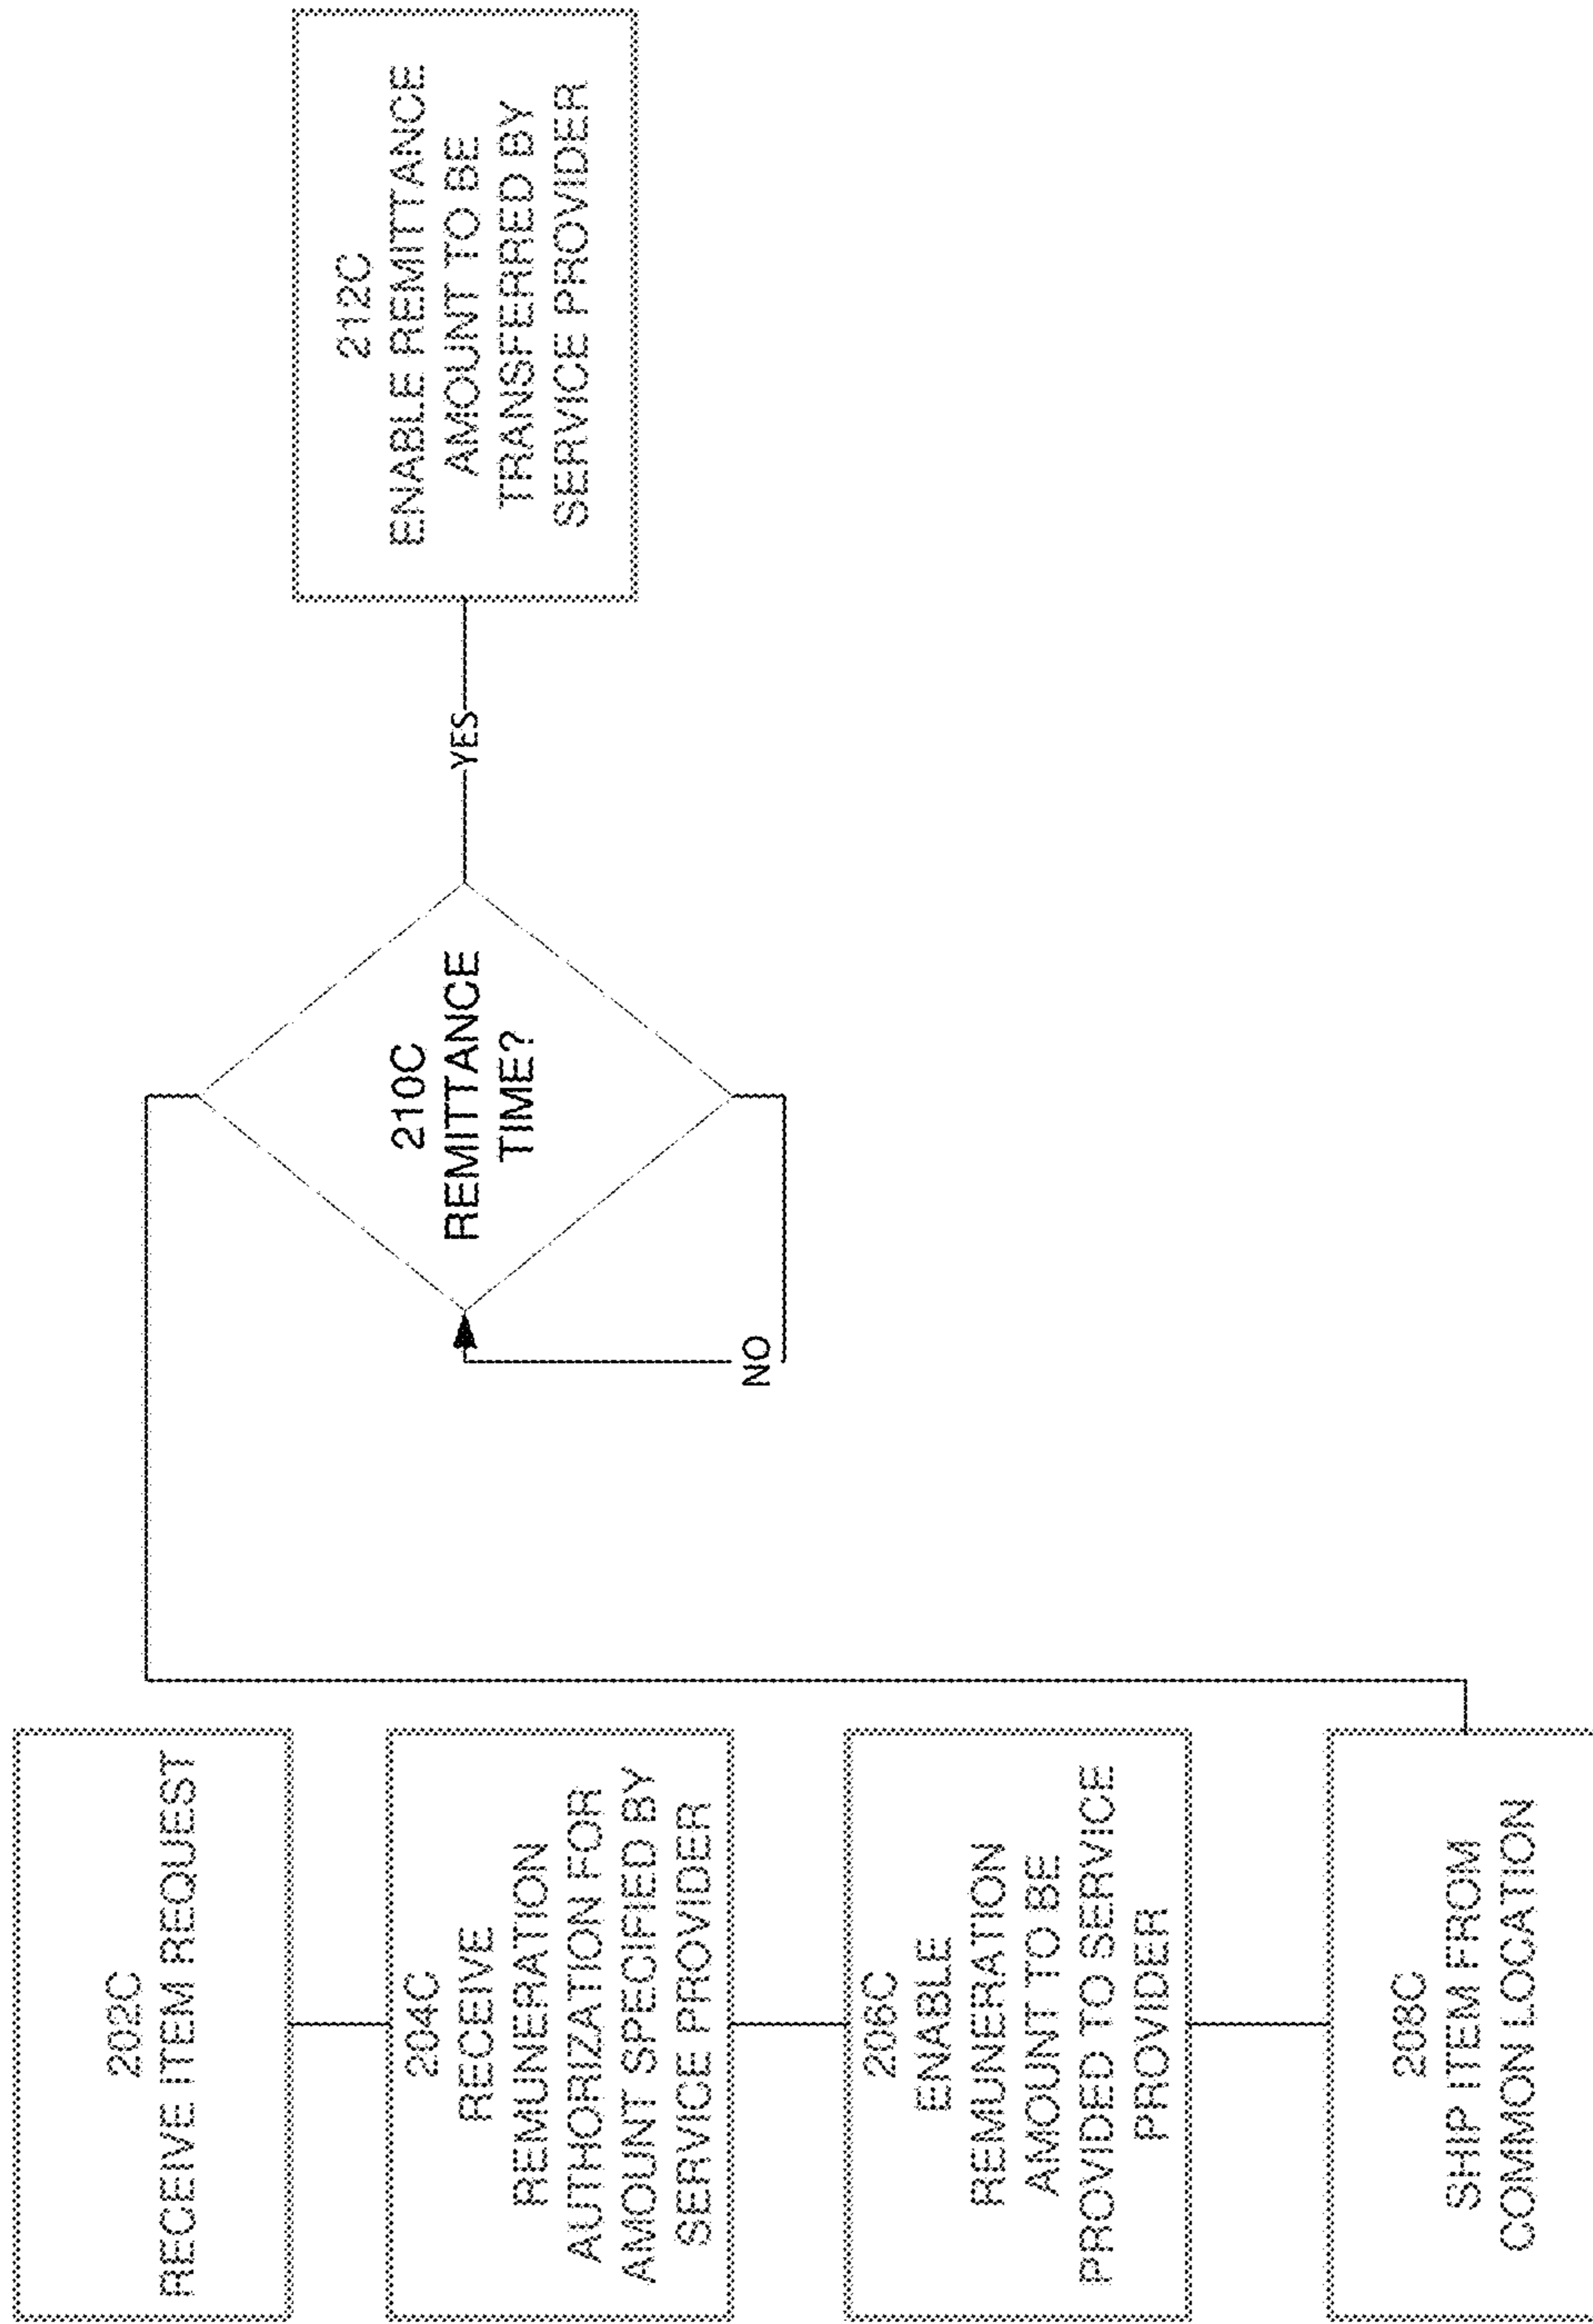 202C
RECEIVE ITEM REQUEST
204C
RECEIVE
REMUNERATION
AUTHORIZATION FOR
AMOUNT SPECIFIED BY
SERVICE PROVIDER
206C
ENABLE
REMUNERATION
AMOUNT TO BE
PROVIDED TO SERVICE
PROVIDER
208C
SHIP ITEM FROM
COMMON LOCATION
210C
REMITTANCE
TIME?
NO
YES
212C
ENABLE REMITTANCE
AMOUNT TO BE
TRANSFERRED BY
SERVICE PROVIDER